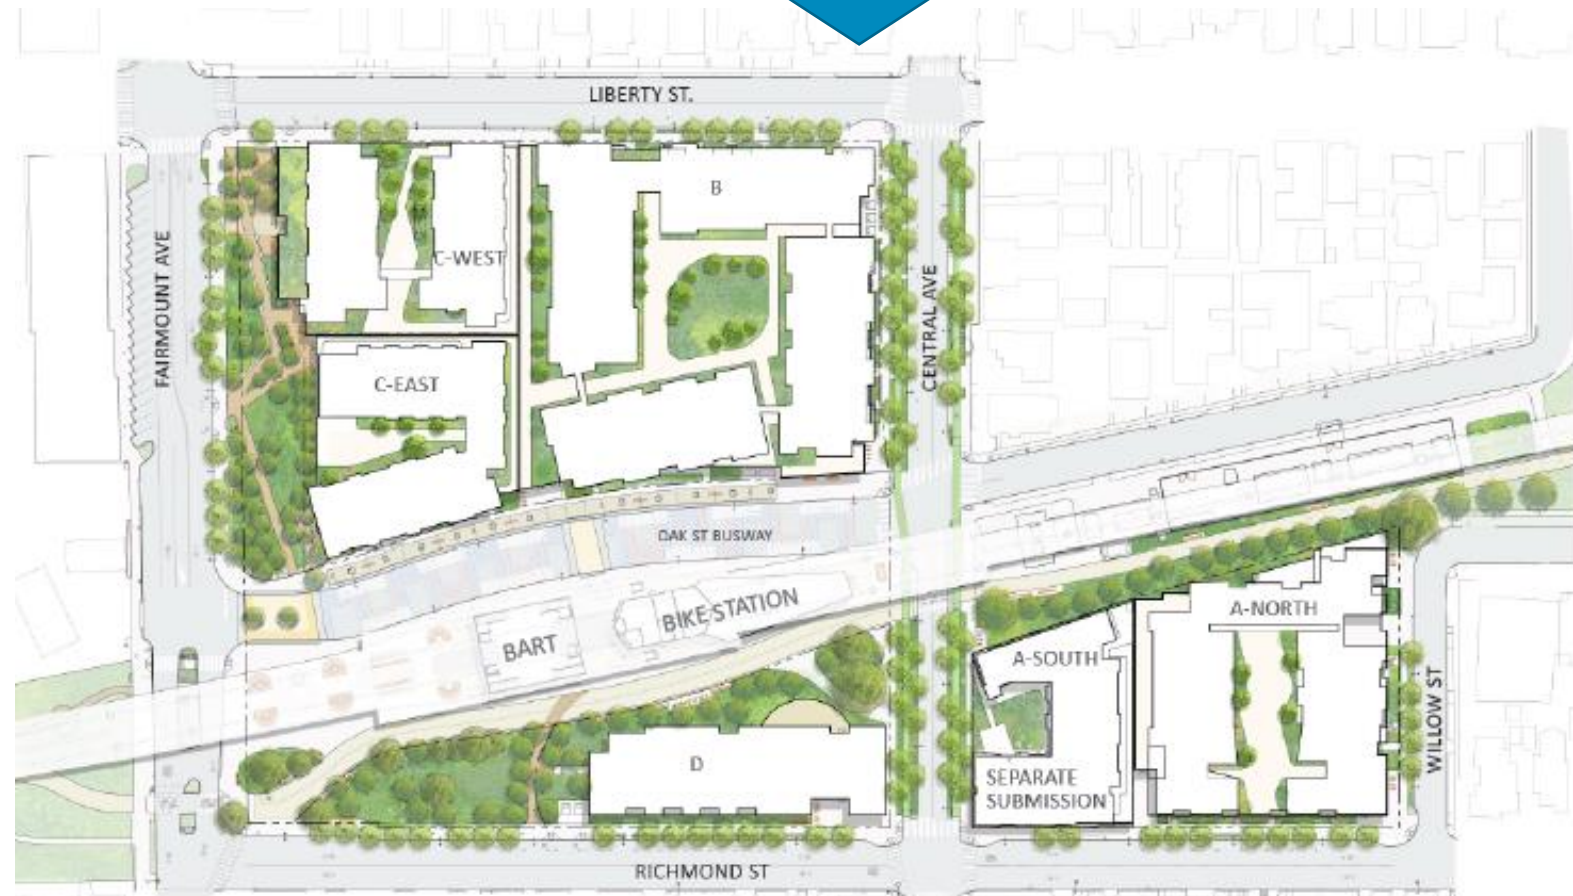 LIBERTY ST.
B
C-WEST
FAIRMOUNT AVE
CENTRAL AVE
C-EAST
OAK ST BUSWAY
BIKE STATION
A-NORTH
BART
A-SOUTH
WILLOW ST
D
SEPARATE
SUBMISSION
RICHMOND ST